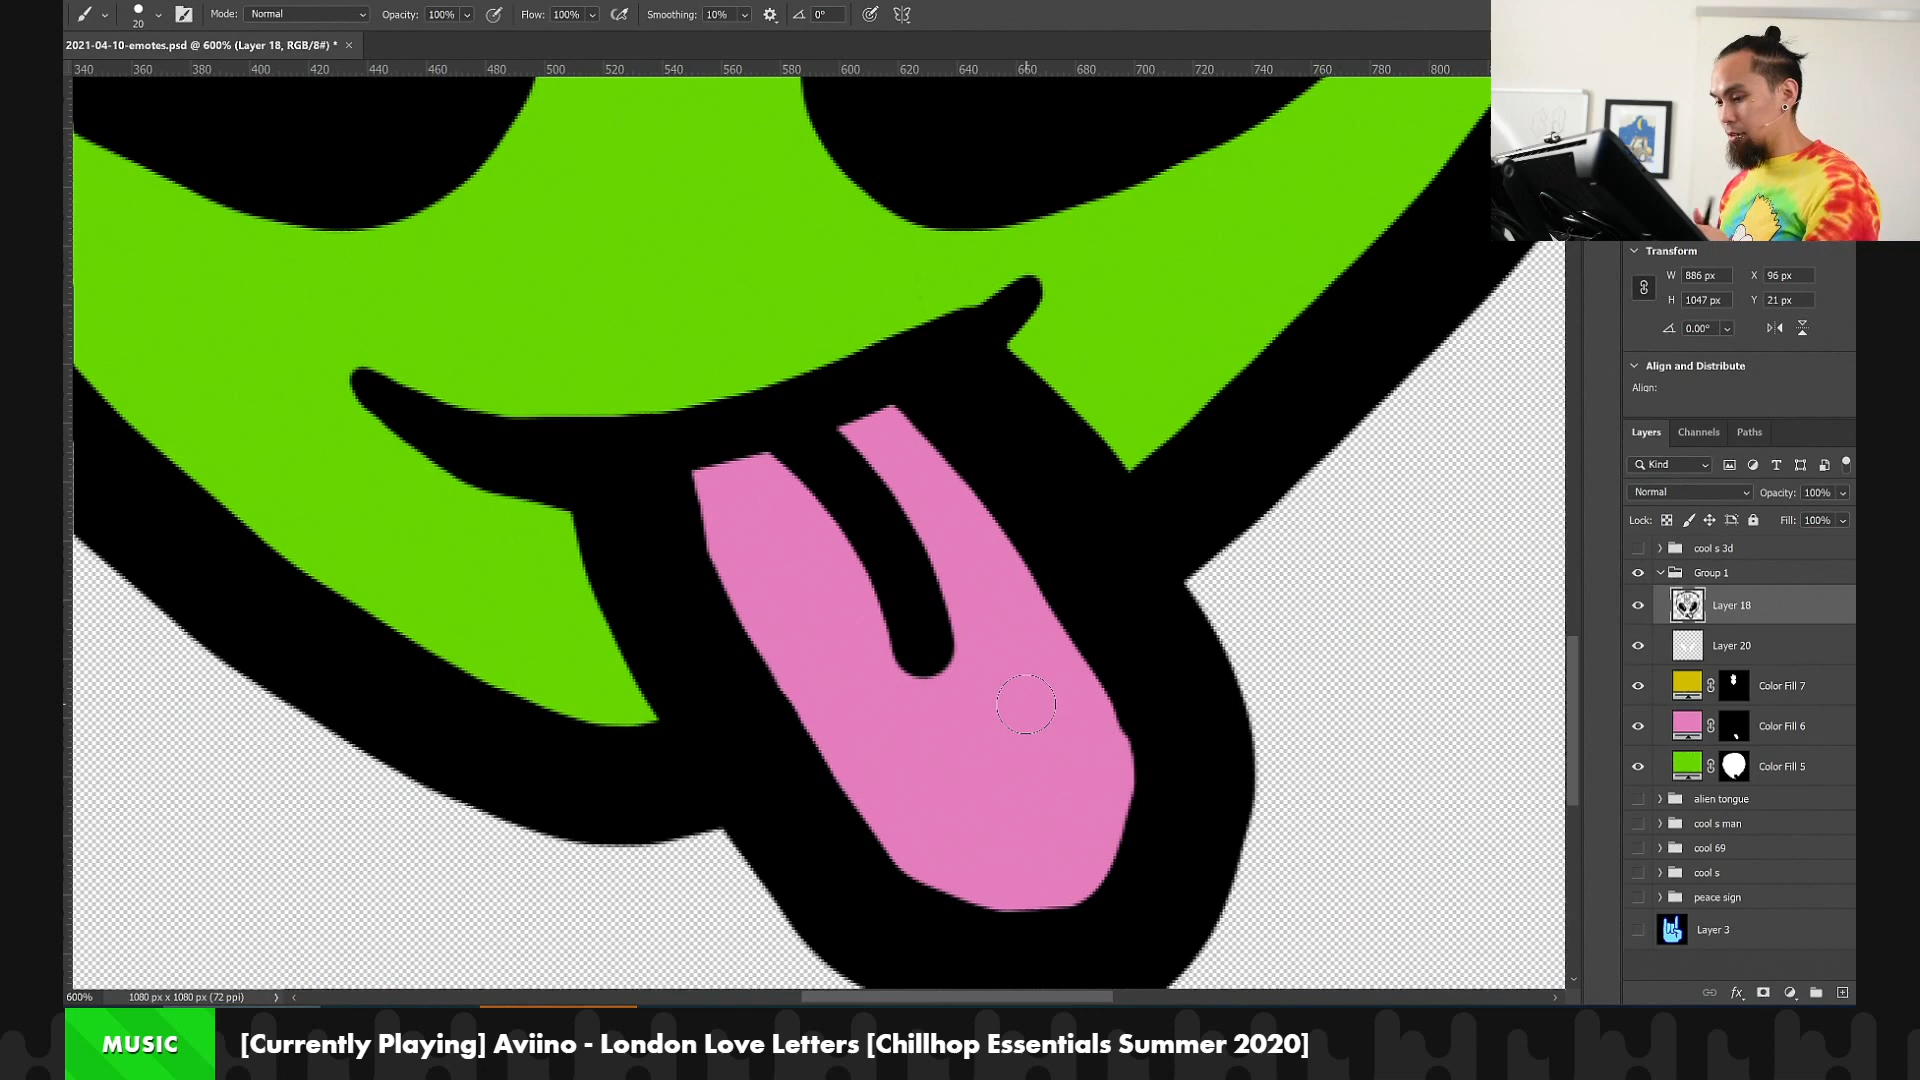 Mode: Normal Opacity: 100% Flow: 100% Smoothing: 10% 0°
20
2021-04-10-emotes.psd @ 600% (Layer 18, RGB/8#) * ×
340 360 380 400 420 440 460 480 500 520 540 560 580 600 620 640 660 680 700 720 740 760 780 800
Transform
W 886 px X 96 px
H 1047 px Y 21 px
0.00°
Align and Distribute
Align:
Layers Channels Paths
Kind
Normal Opacity: 100%
Lock: Fill: 100%
cool s 3d
Group 1
Layer 18
Layer 20
Color Fill 7
Color Fill 6
Color Fill 5
alien tongue
cool s man
cool 69
cool s
peace sign
Layer 3
fx
600% 1080 px x 1080 px (72 ppi)
MUSIC [Currently Playing] Aviino - London Love Letters [Chillhop Essentials Summer 2020]